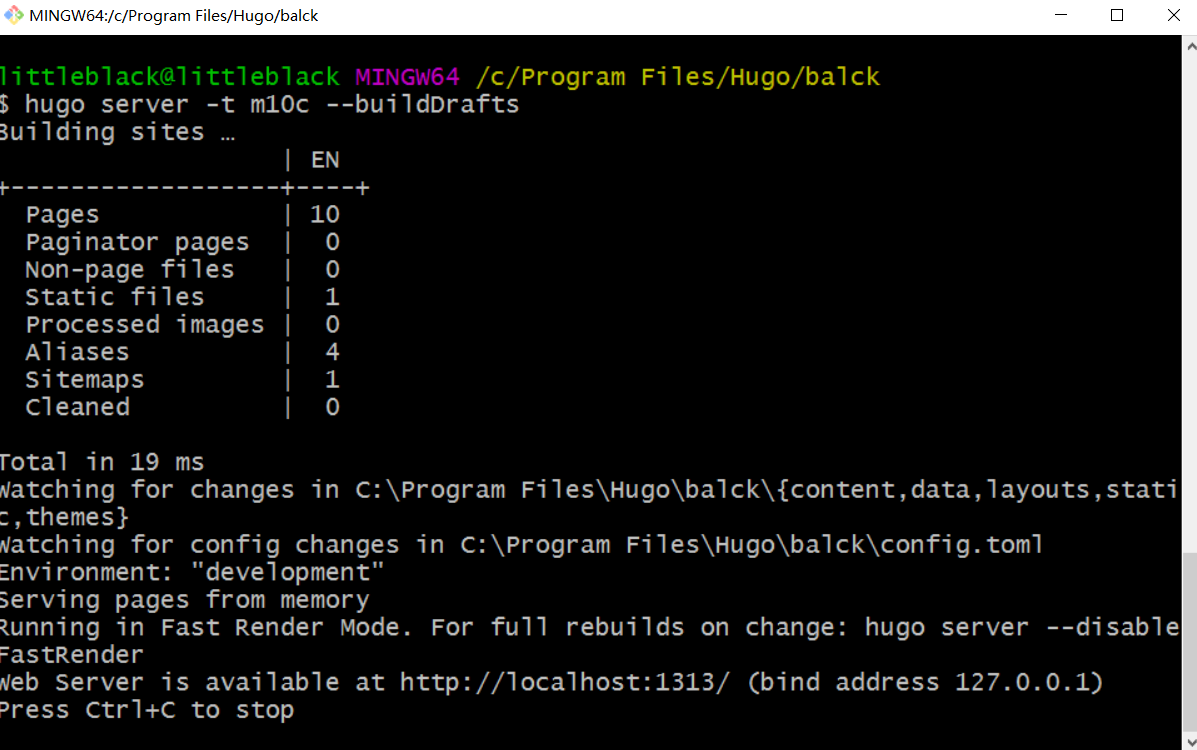 MINGW64:/c/Program Files/Hugo/balck
littleblack@littleblack MINGW64 /c/Program Files/Hugo/balck
$ hugo server -t m10c --buildDrafts
Building sites …
| EN
+------------------+----+
Pages | 10
Paginator pages | 0
Non-page files | 0
Static files | 1
Processed images | 0
Aliases | 4
Sitemaps | 1
Cleaned | 0
Total in 19 ms
Watching for changes in C:\Program Files\Hugo\balck\{content,data,layouts,stati
c,themes}
Watching for config changes in C:\Program Files\Hugo\balck\config.toml
Environment: "development"
Serving pages from memory
Running in Fast Render Mode. For full rebuilds on change: hugo server --disable
FastRender
Web Server is available at http://localhost:1313/ (bind address 127.0.0.1)
Press Ctrl+C to stop